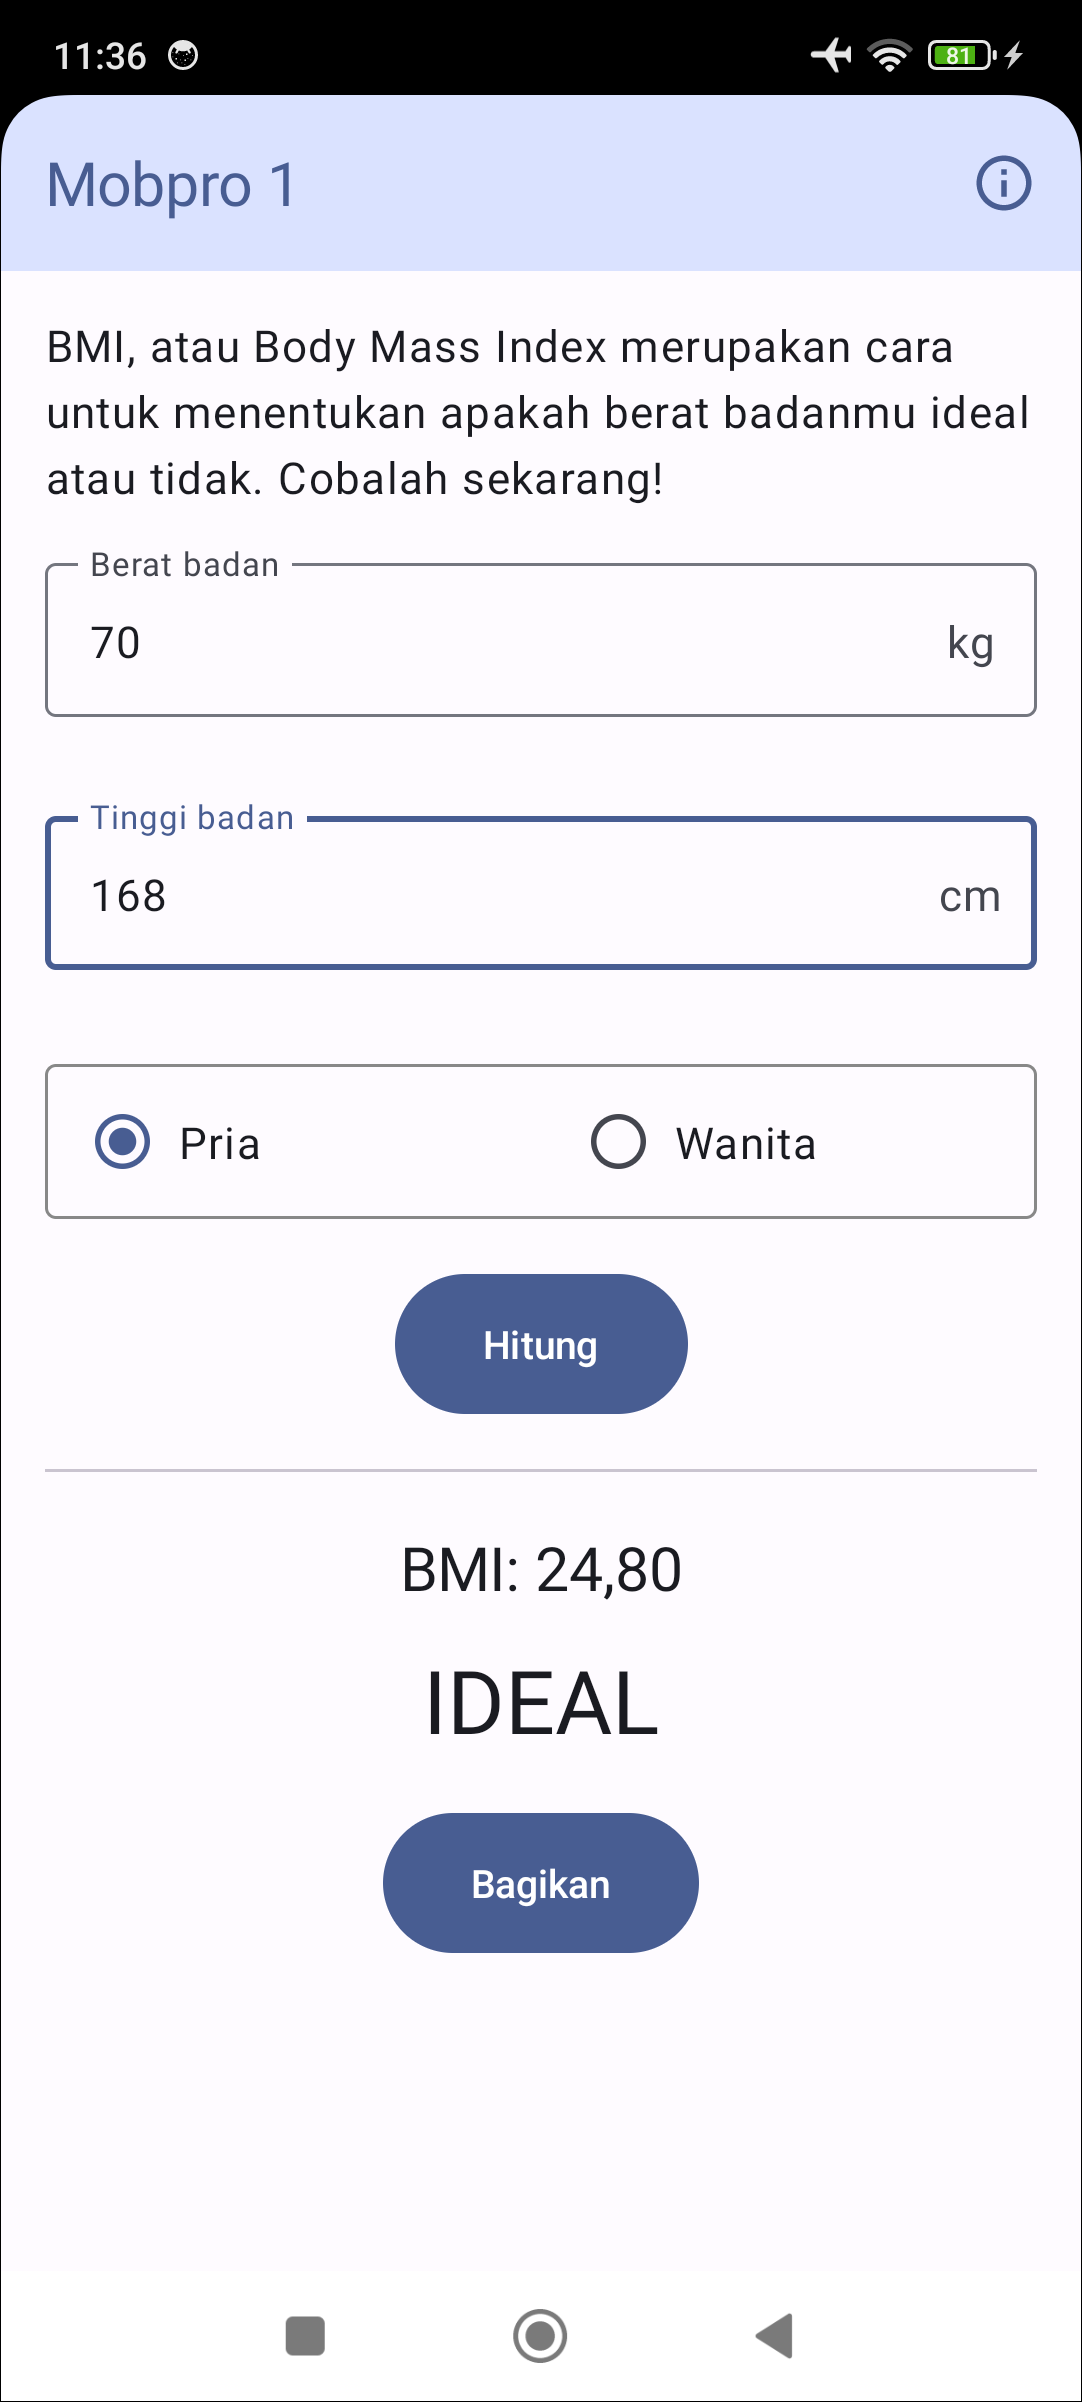 11:36
81
Mobpro 1
BMI, atau Body Mass Index merupakan cara
untuk menentukan apakah berat badanmu ideal
atau tidak. Cobalah sekarang!
Berat badan
70 kg
Tinggi badan
168 cm
Pria Wanita
Hitung
BMI: 24,80
IDEAL
Bagikan